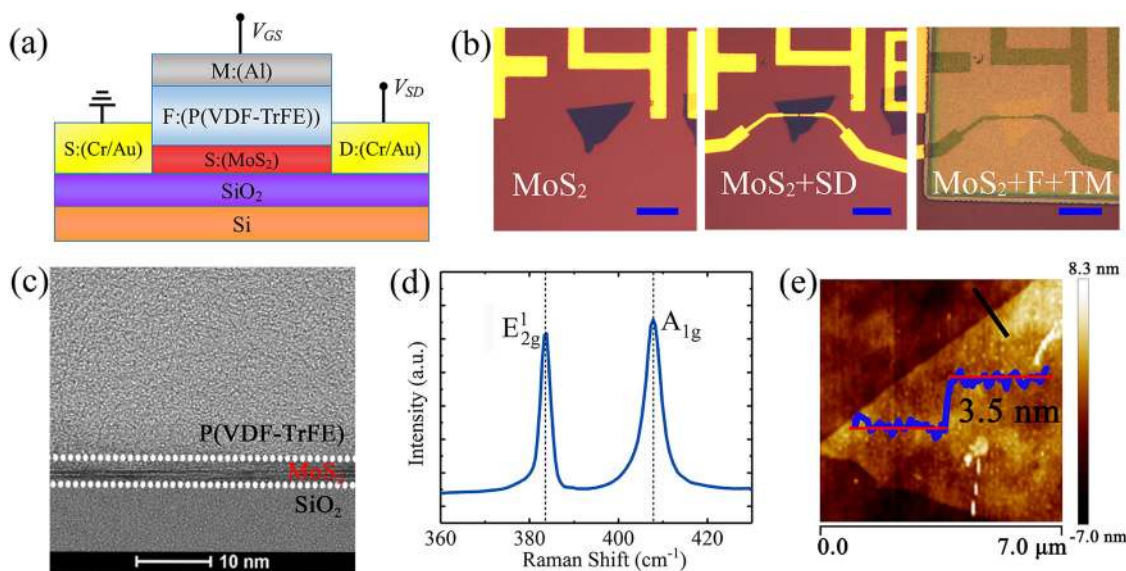 (a)
V_GS
M:(Al)
V_SD
F:(P(VDF-TrFE))
S:(Cr/Au)
S:(MoS₂)
D:(Cr/Au)
SiO₂
Si
(b)
MoS₂
MoS₂+SD
MoS₂+F+TM
(c)
P(VDF-TrFE)
MoS₂
SiO₂
10 nm
(d)
E¹₂g
A₁g
Intensity (a.u.)
360 380 400 420
Raman Shift (cm⁻¹)
(e)
8.3 nm
3.5 nm
-7.0 nm
0.0 7.0 μm